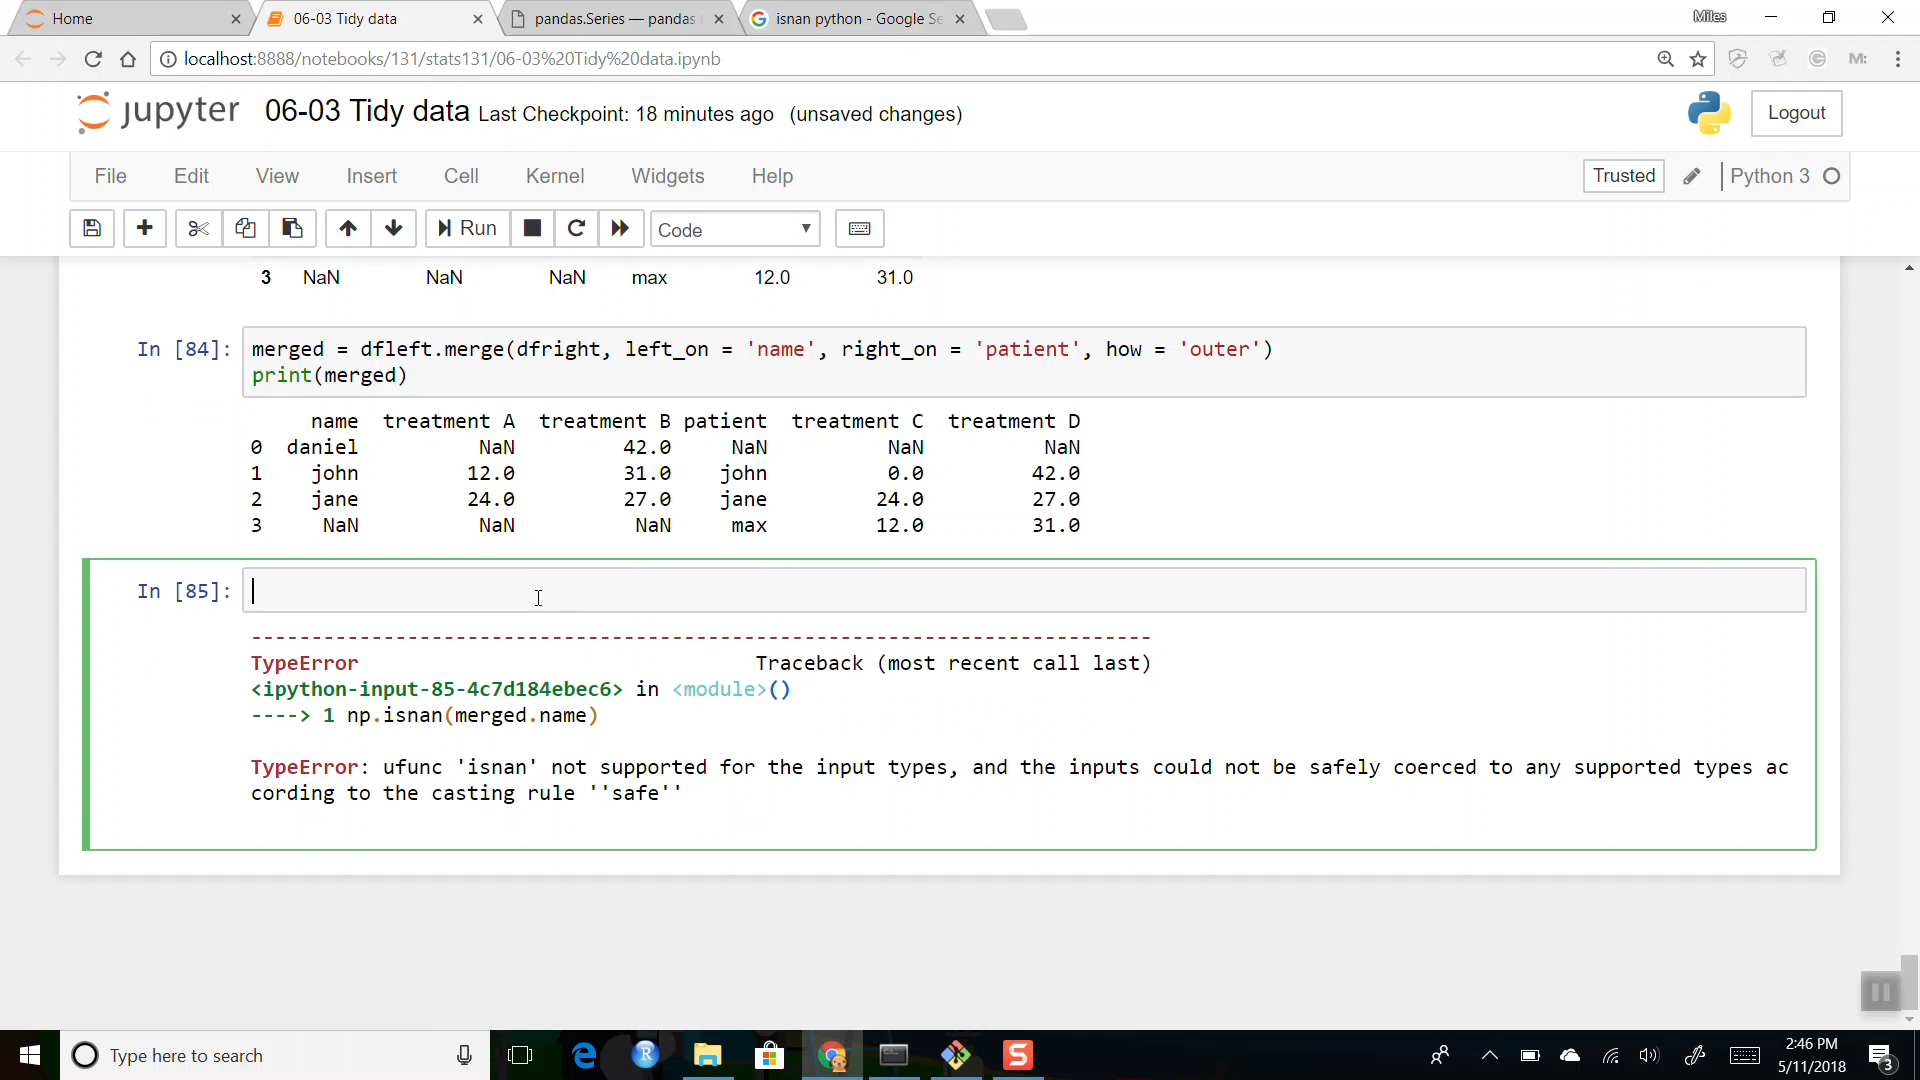 Home
06-03 Tidy data
pandas.Series — pandas
isnan python - Google Se
Miles
localhost:8888/notebooks/131/stats131/06-03%20Tidy%20data.ipynb
M:
jupyter 06-03 Tidy data Last Checkpoint: 18 minutes ago (unsaved changes)
Logout
File Edit View Insert Cell Kernel Widgets Help
Trusted Python 3
Run Code
3 NaN NaN NaN max 12.0 31.0
In [84]: merged = dfleft.merge(dfright, left_on = 'name', right_on = 'patient', how = 'outer')
print(merged)
name treatment A treatment B patient treatment C treatment D
0 daniel NaN 42.0 NaN NaN NaN
1 john 12.0 31.0 john 0.0 42.0
2 jane 24.0 27.0 jane 24.0 27.0
3 NaN NaN NaN max 12.0 31.0
In [85]:
---------------------------------------------------------------------------
TypeError Traceback (most recent call last)
<ipython-input-85-4c7d184ebec6> in <module>()
----> 1 np.isnan(merged.name)
TypeError: ufunc 'isnan' not supported for the input types, and the inputs could not be safely coerced to any supported types ac
cording to the casting rule ''safe''
Type here to search
R
S
2:46 PM
5/11/2018
3